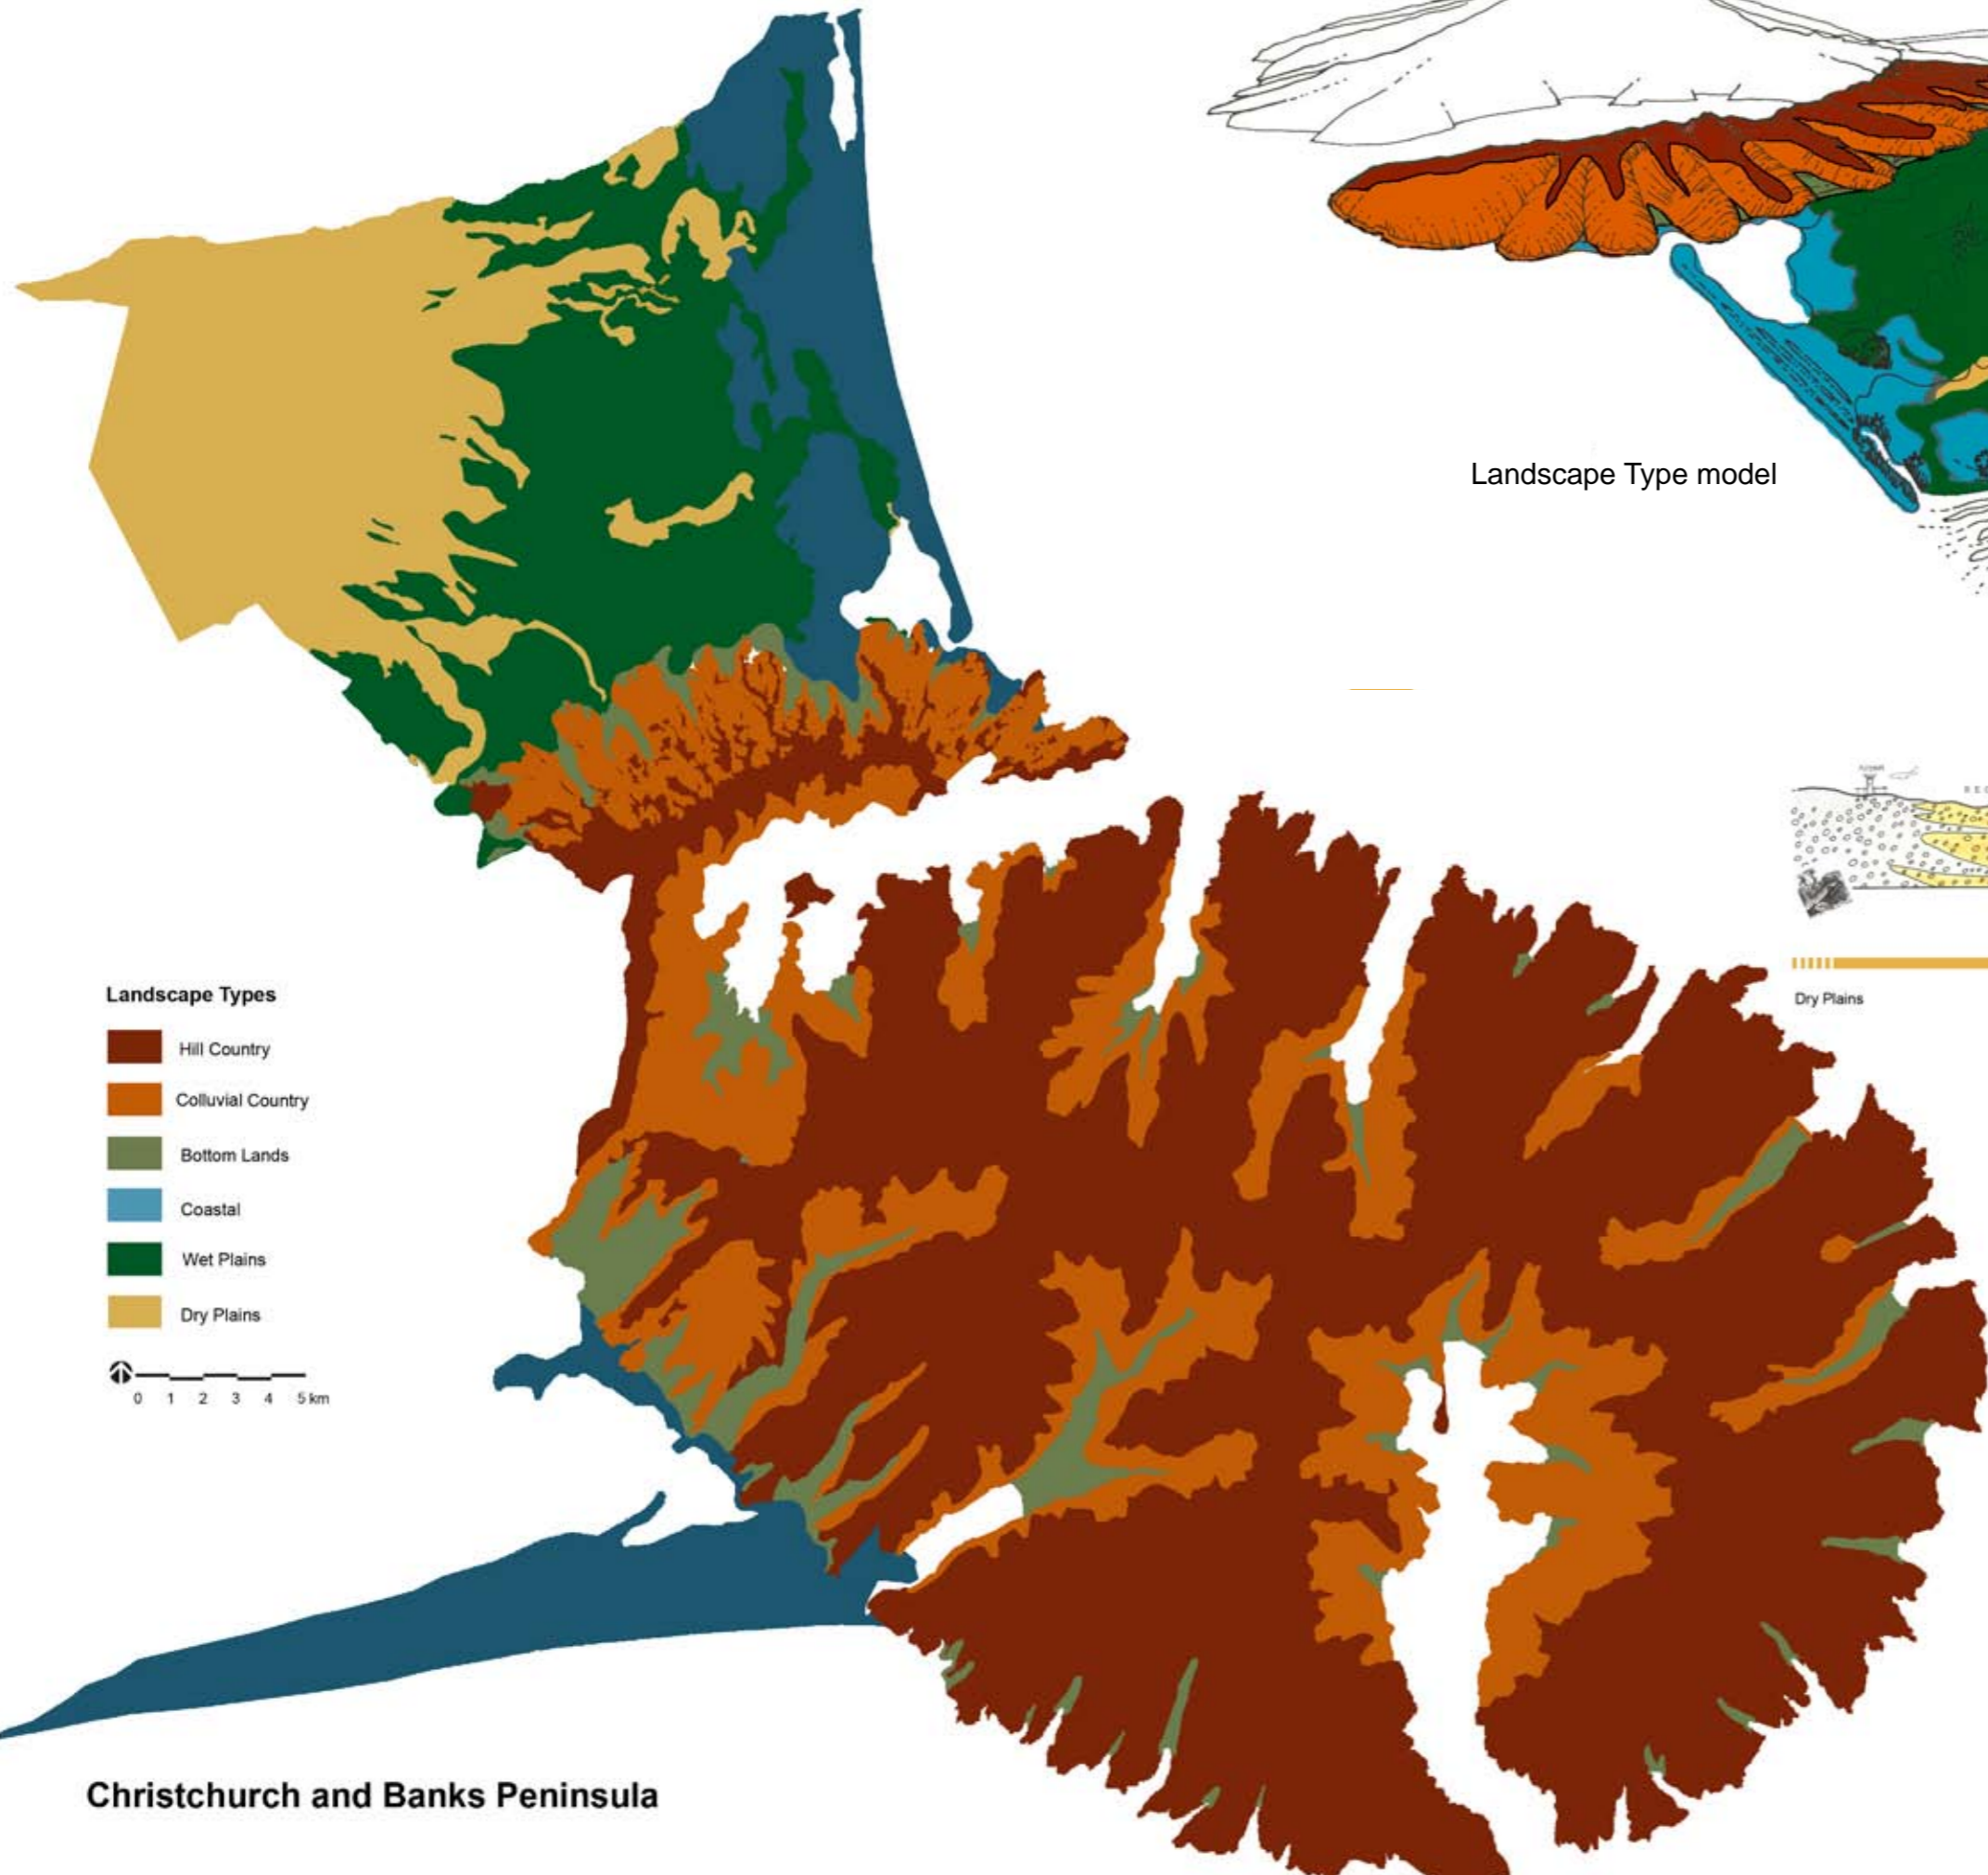 Landscape Type model
Dry Plains
Landscape Types
Hill Country
Colluvial Country
Bottom Lands
Coastal
Wet Plains
Dry Plains
0 1 2 3 4 5 km
Christchurch and Banks Peninsula